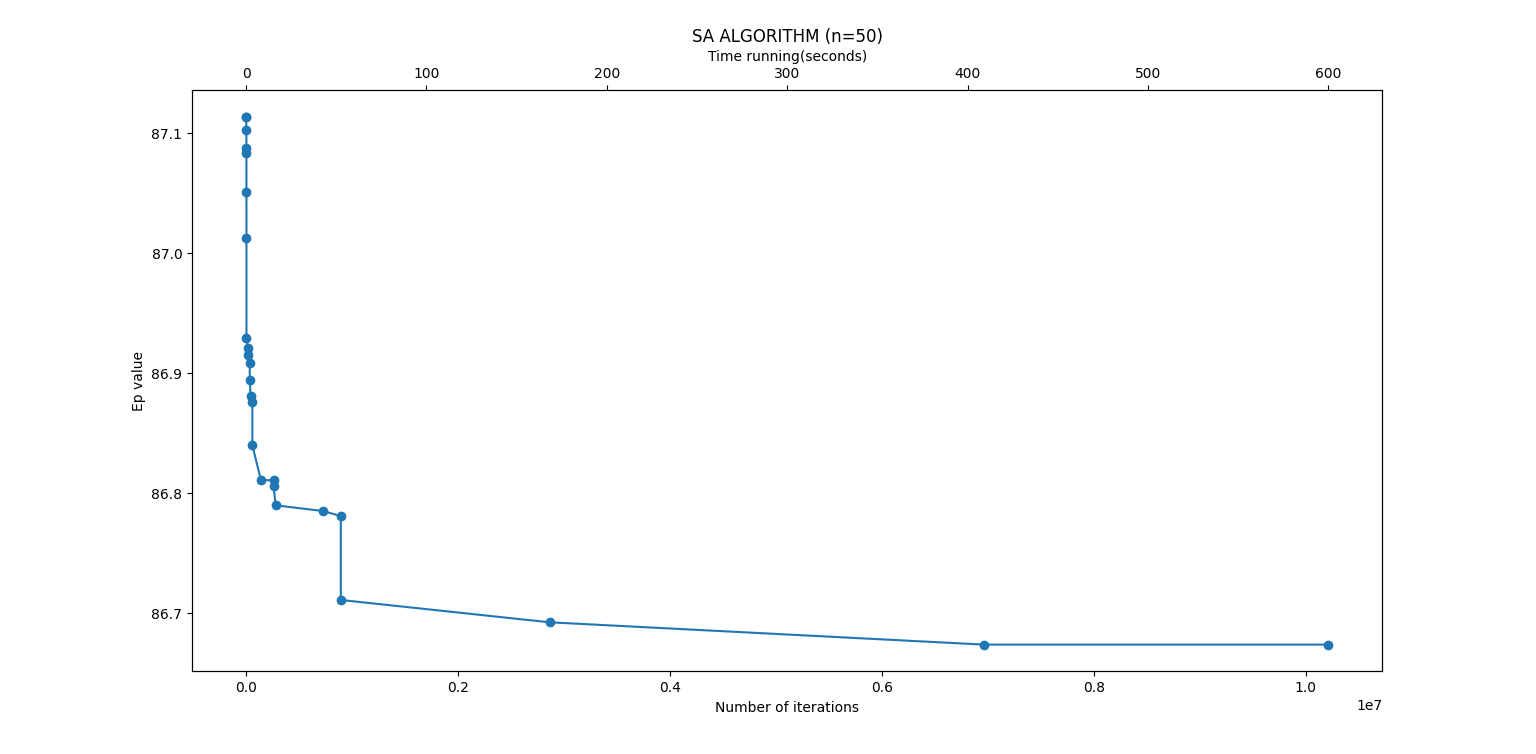 SA ALGORITHM (n=50)
Time running(seconds)
0 100 200 300 400 500 600
87.1
87.0
86.9
86.8
86.7
Ep value
0.0 0.2 0.4 0.6 0.8 1.0
1e7
Number of iterations